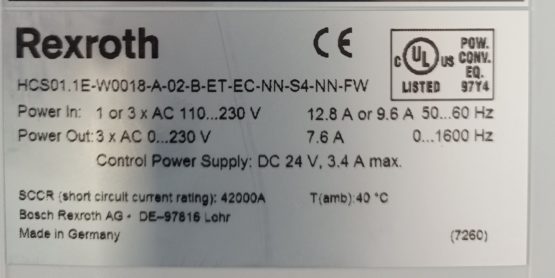 Rexroth CE
c UL us LISTED POW. CONV. EQ. 97Y4
HCS01.1E-W0018-A-02-B-ET-EC-NN-S4-NN-FW
Power In: 1 or 3 x AC 110...230 V 12.8 A or 9.6 A 50...60 Hz
Power Out: 3 x AC 0...230 V 7.6 A 0...1600 Hz
Control Power Supply: DC 24 V, 3.4 A max.
SCCR (short circuit current rating): 42000A T(amb):40 °C
Bosch Rexroth AG • DE-97816 Lohr
Made in Germany (7260)